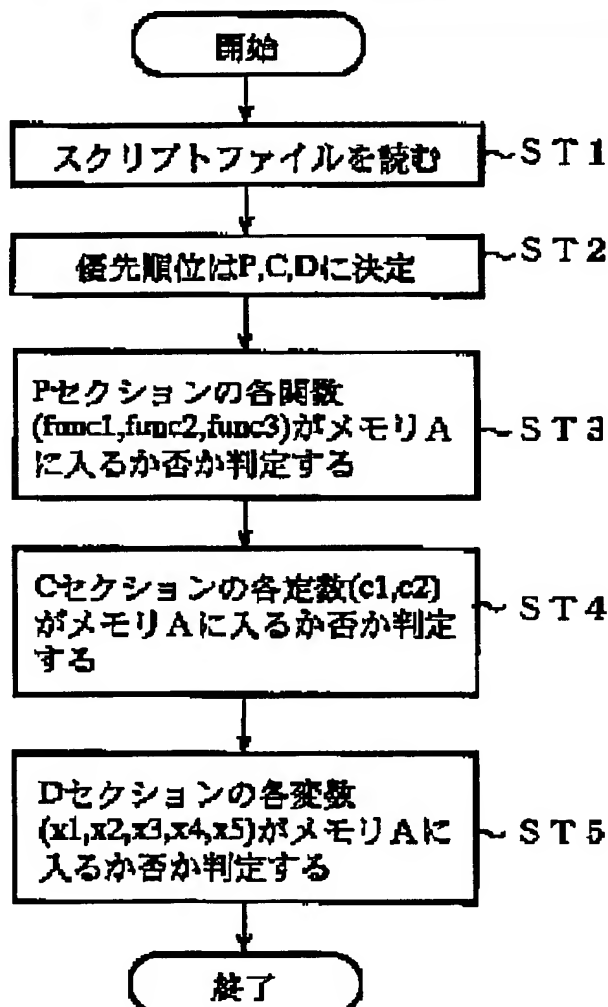 開始
スクリプトファイルを読む
~ST1
優先順位はP,C,Dに決定
~ST2
Pセクションの各関数
(func1,func2,func3)がメモリA
に入るか否か判定する
~ST3
Cセクションの各定数(c1,c2)
がメモリAに入るか否か判定
する
~ST4
Dセクションの各変数
(x1,x2,x3,x4,x5)がメモリAに
入るか否か判定する
~ST5
終了